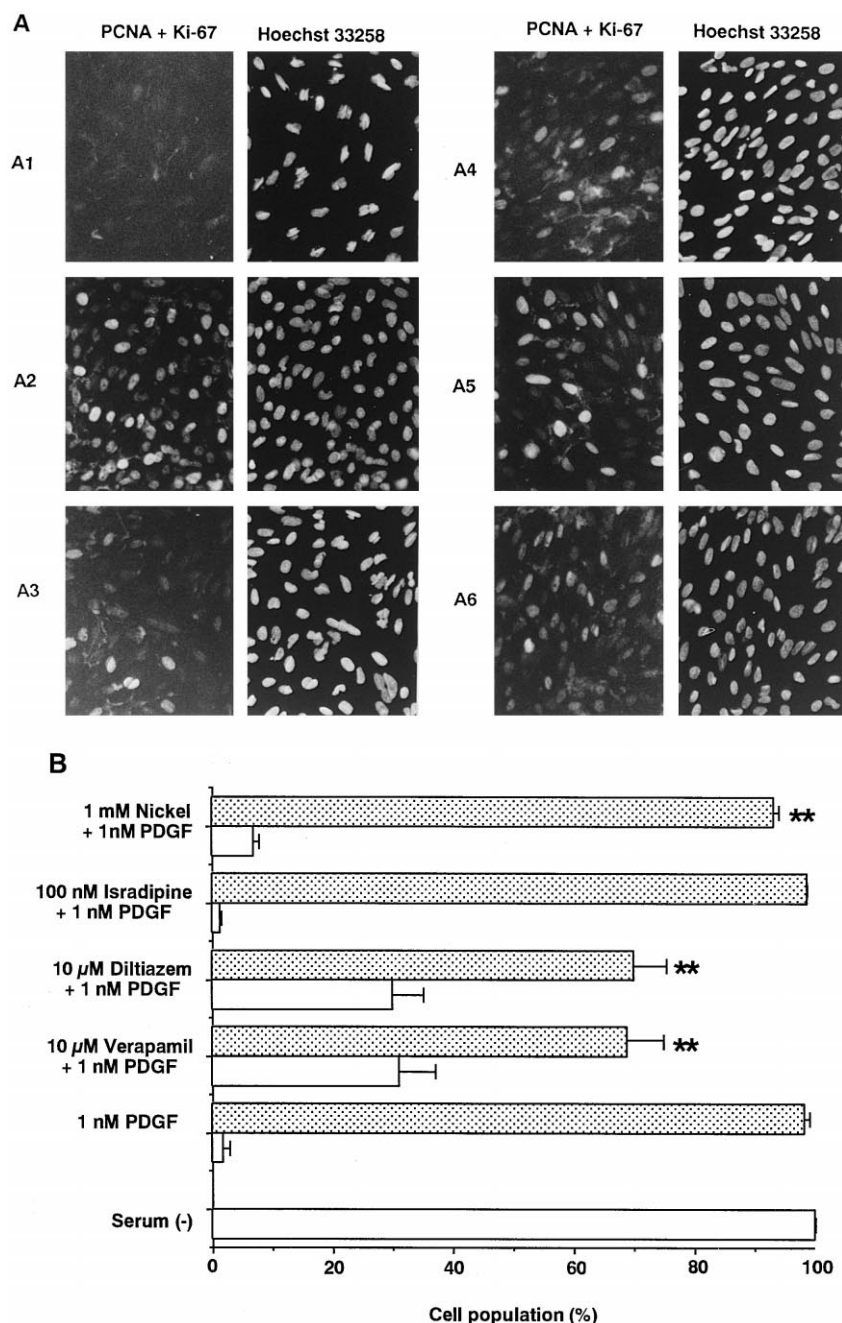 A
PCNA + Ki-67
Hoechst 33258
PCNA + Ki-67
Hoechst 33258
A1
A4
A2
A5
A3
A6
B
1 mM Nickel
+ 1nM PDGF
**
100 nM Isradipine
+ 1 nM PDGF
10 µM Diltiazem
+ 1 nM PDGF
**
10 µM Verapamil
+ 1 nM PDGF
**
1 nM PDGF
Serum (-)
0
20
40
60
80
100
Cell population (%)